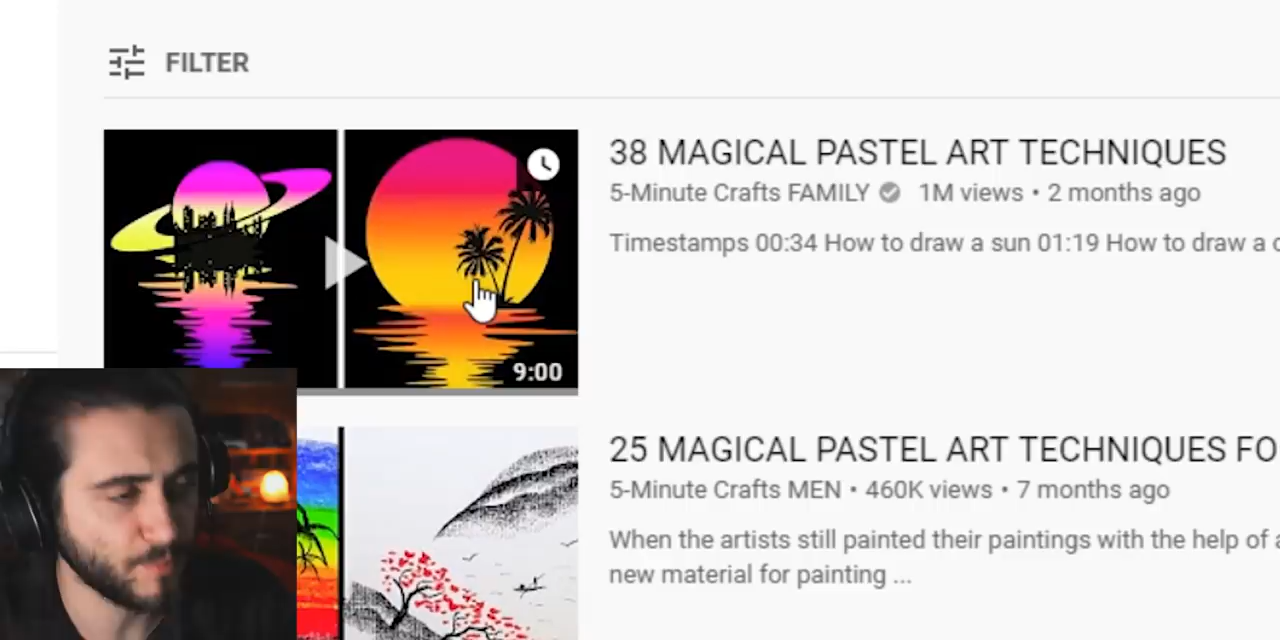 FILTER
38 MAGICAL PASTEL ART TECHNIQUES
5-Minute Crafts FAMILY 1M views • 2 months ago
Timestamps 00:34 How to draw a sun 01:19 How to draw a
9:00
25 MAGICAL PASTEL ART TECHNIQUES FO
5-Minute Crafts MEN • 460K views • 7 months ago
When the artists still painted their paintings with the help of a
new material for painting ...